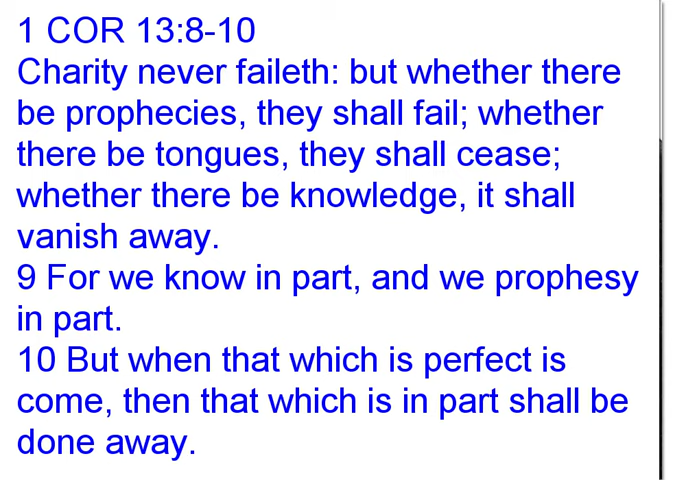 1 COR 13:8-10
Charity never faileth: but whether there
be prophecies, they shall fail; whether
there be tongues, they shall cease;
whether there be knowledge, it shall
vanish away.
9 For we know in part, and we prophesy
in part.
10 But when that which is perfect is
come, then that which is in part shall be
done away.